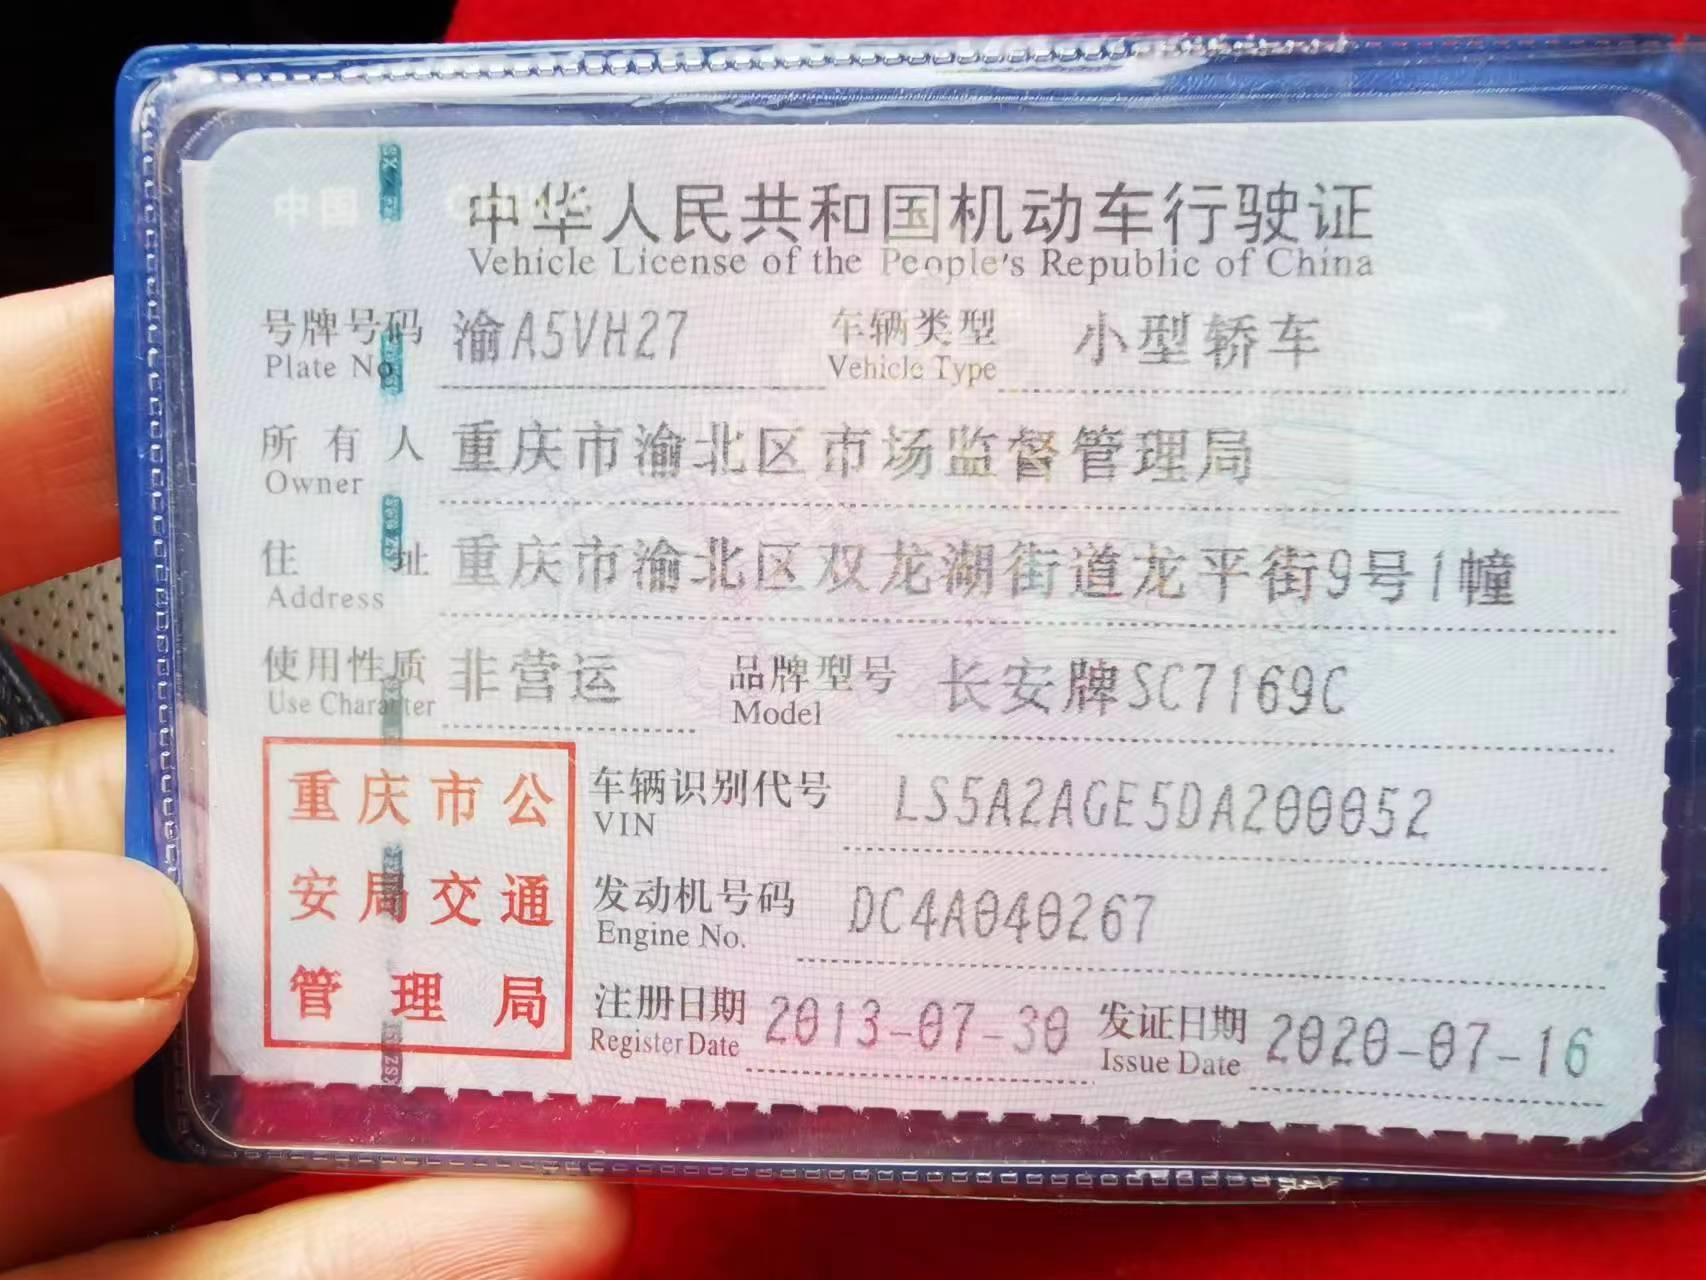 中国
中华人民共和国机动车行驶证
Vehicle License of the People's Republic of China
号牌号码 渝A5VH27 车辆类型 小型轿车
Plate No. Vehicle Type
所有人 重庆市渝北区市场监督管理局
Owner
住址 重庆市渝北区双龙湖街道龙平街9号1幢
Address
使用性质 非营运 品牌型号 长安牌SC7169C
Use Character Model
重庆市公
安局交通
管理局
车辆识别代号 LS5A2AGE5DA200052
VIN
发动机号码 DC4A040267
Engine No.
注册日期 2013-07-30 发证日期 2020-07-16
Register Date Issue Date